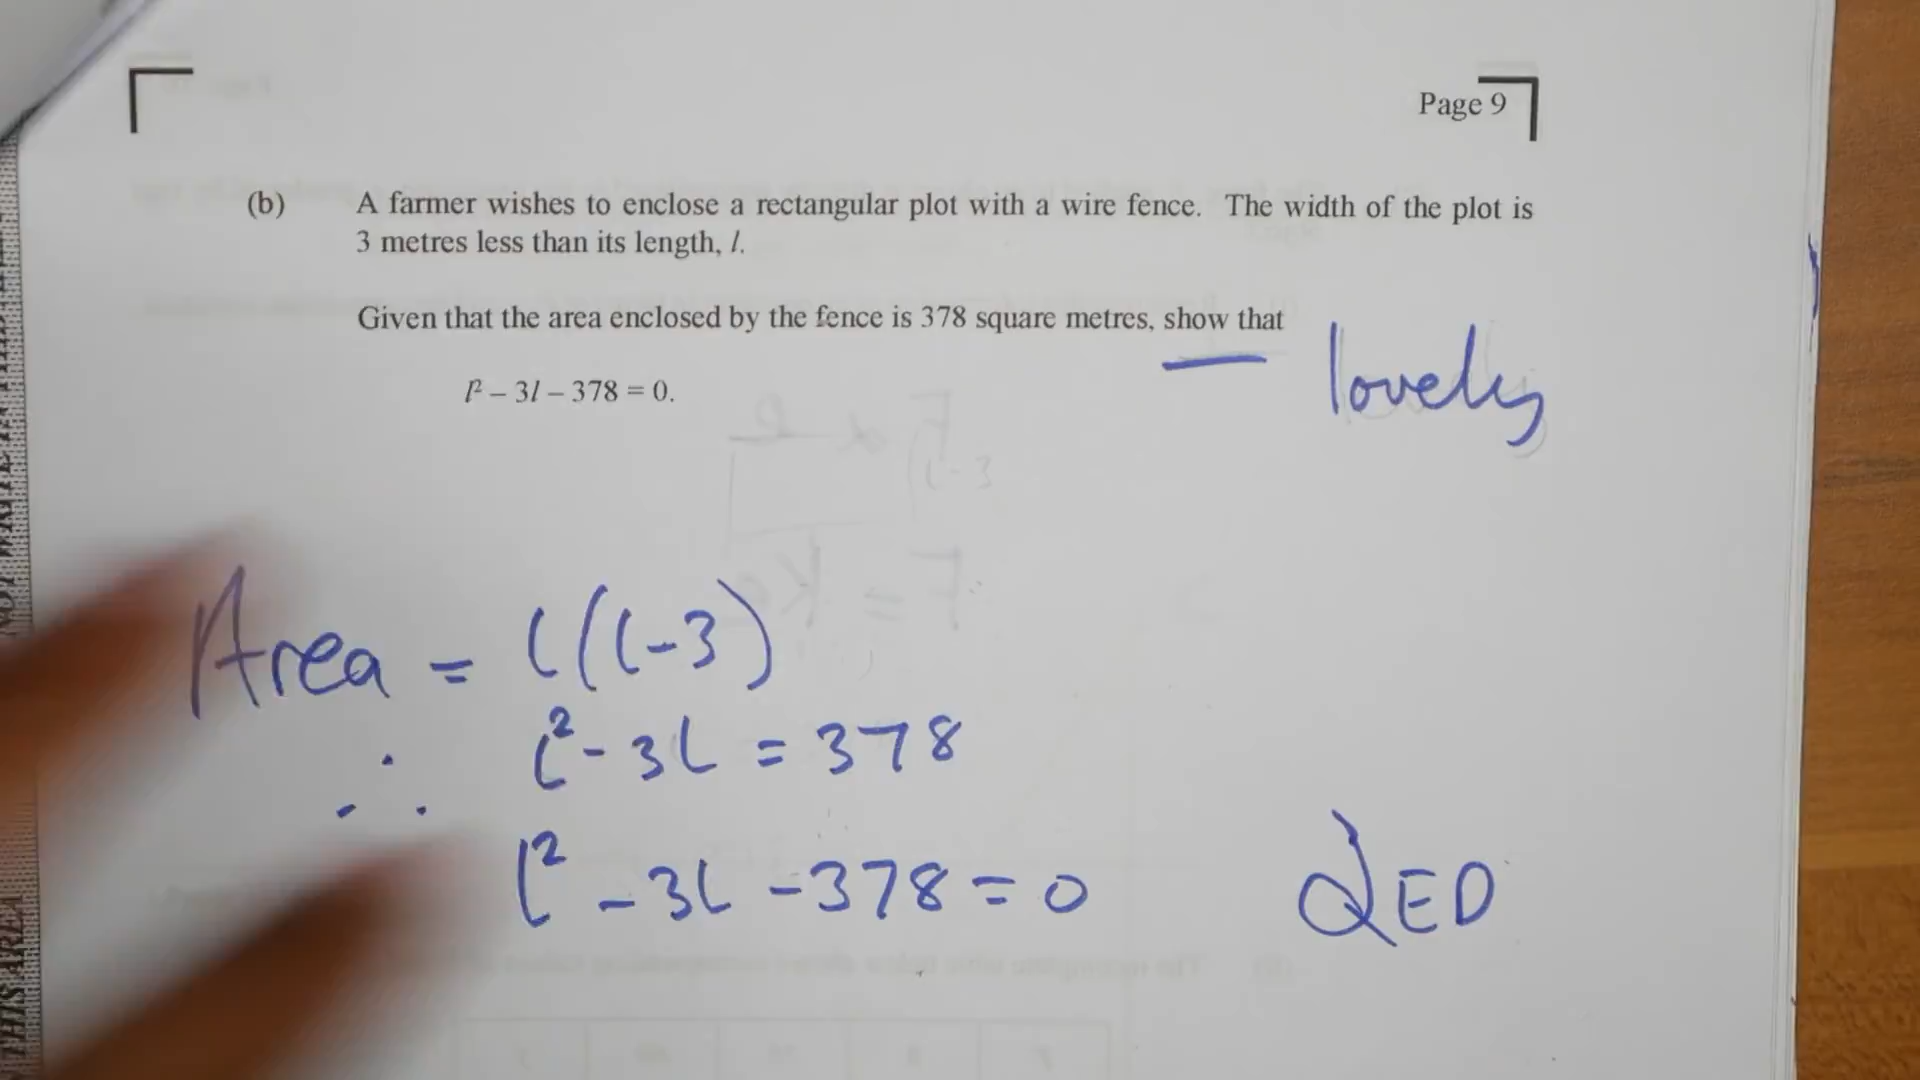 Page 9
(b) A farmer wishes to enclose a rectangular plot with a wire fence. The width of the plot is
3 metres less than its length, l.
Given that the area enclosed by the fence is 378 square metres, show that
lovely
l² – 3l – 378 = 0.
Area = l(l-3)
∴ l² - 3l = 378
l² - 3l - 378 = 0 QED